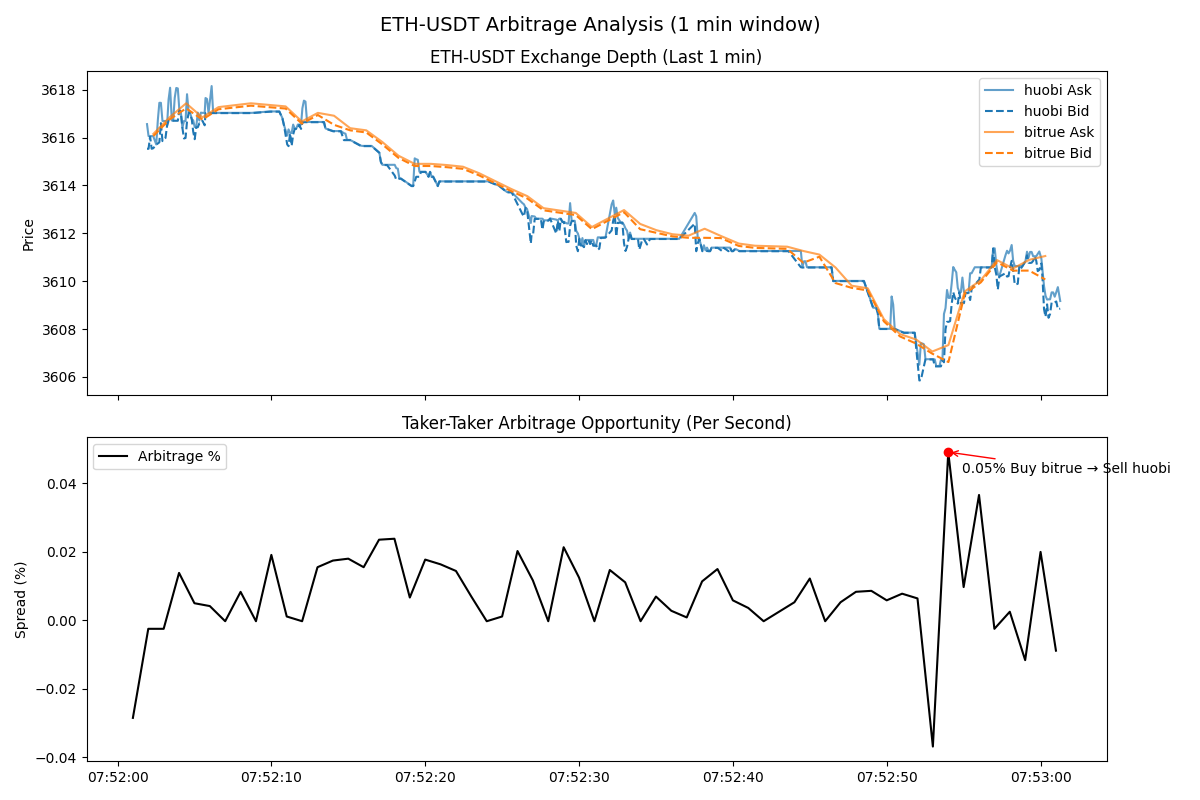 ETH-USDT Arbitrage Analysis (1 min window)
ETH-USDT Exchange Depth (Last 1 min)
3618
3616
3614
3612
3610
3608
3606
Price
huobi Ask
huobi Bid
bitrue Ask
bitrue Bid
Taker-Taker Arbitrage Opportunity (Per Second)
Arbitrage %
0.05% Buy bitrue → Sell huobi
0.04
0.02
0.00
−0.02
−0.04
Spread (%)
07:52:00
07:52:10
07:52:20
07:52:30
07:52:40
07:52:50
07:53:00